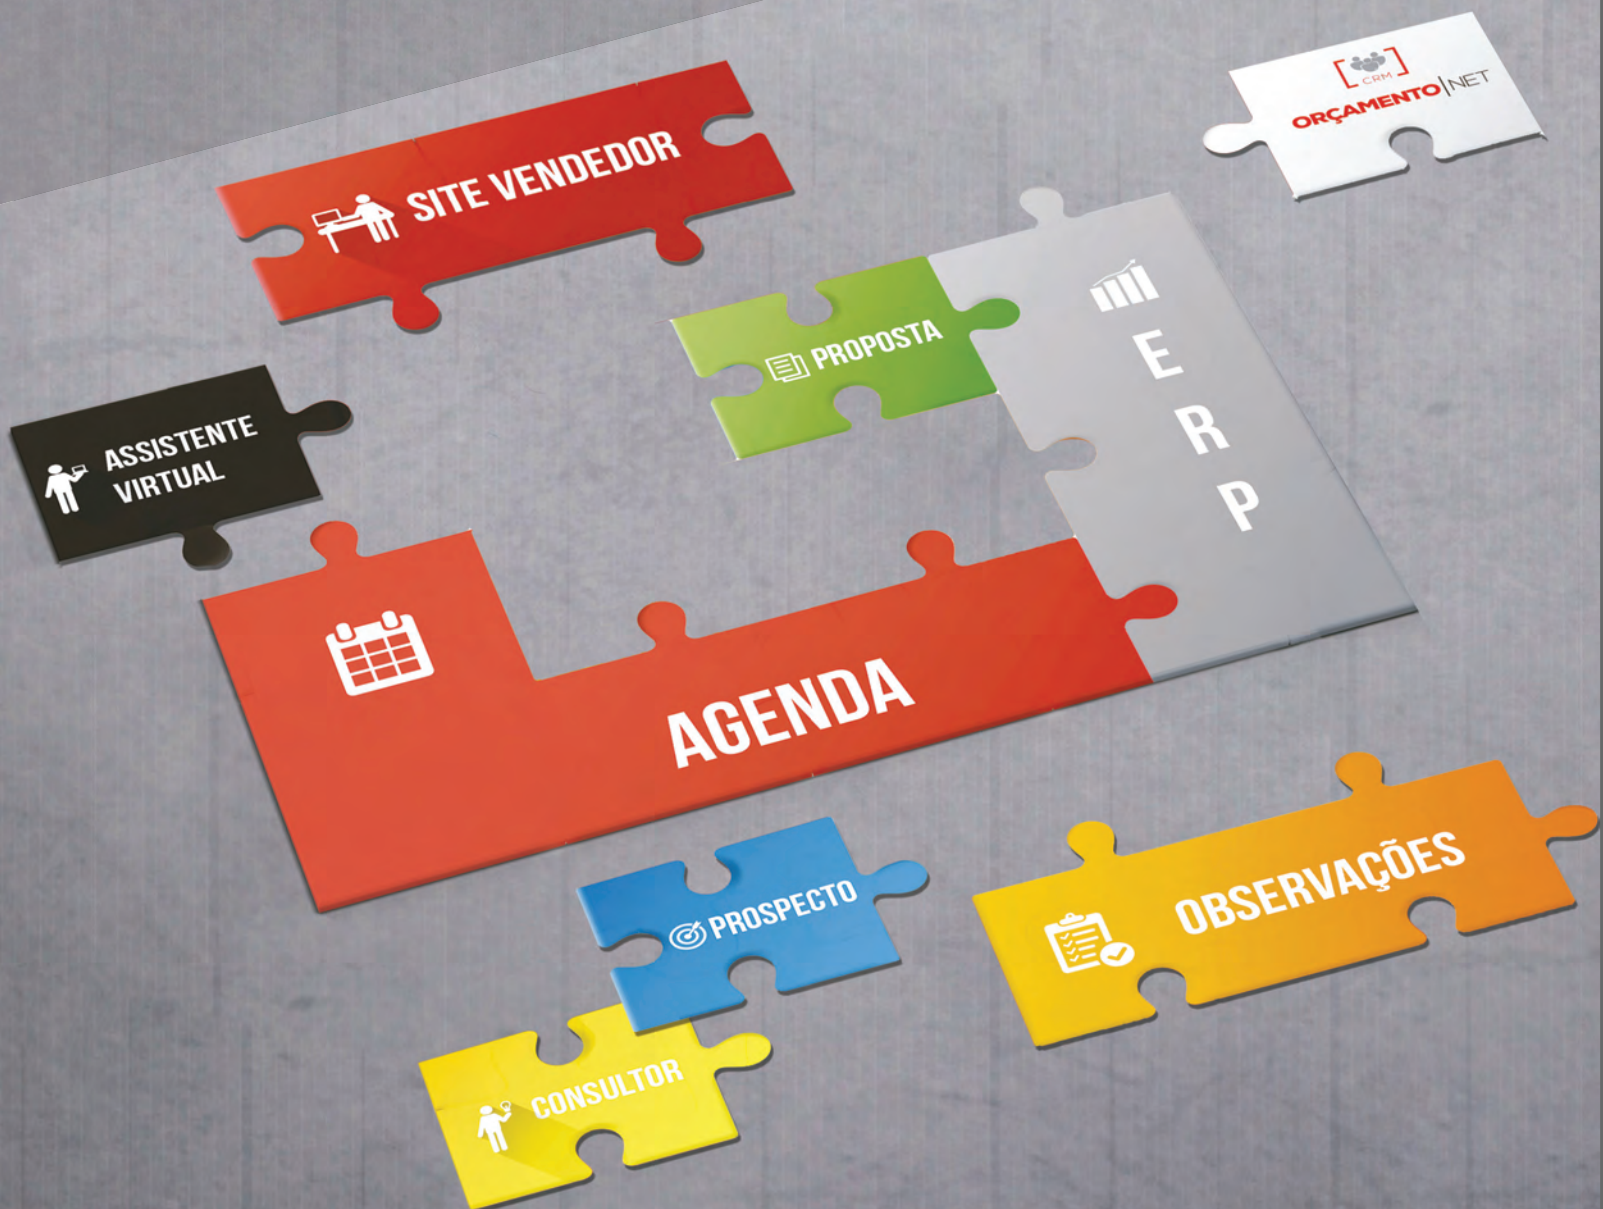 CRM
ORÇAMENTO|NET
SITE VENDEDOR
PROPOSTA
E
R
P
ASSISTENTE
VIRTUAL
AGENDA
OBSERVAÇÕES
PROSPECTO
CONSULTOR